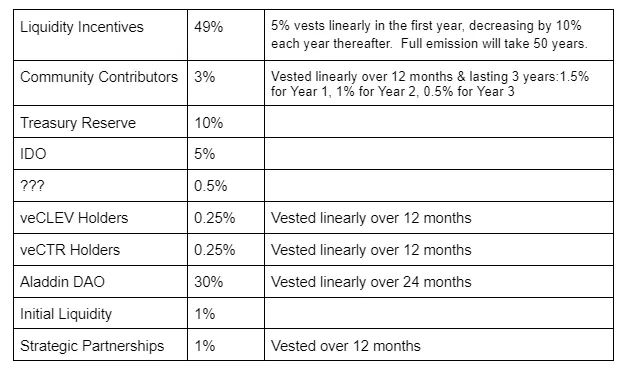 Liquidity Incentives 49% 5% vests linearly in the first year, decreasing by 10%
each year thereafter. Full emission will take 50 years.
Community Contributors 3% Vested linearly over 12 months & lasting 3 years:1.5%
for Year 1, 1% for Year 2, 0.5% for Year 3
Treasury Reserve 10%
IDO 5%
??? 0.5%
veCLEV Holders 0.25% Vested linearly over 12 months
veCTR Holders 0.25% Vested linearly over 12 months
Aladdin DAO 30% Vested linearly over 24 months
Initial Liquidity 1%
Strategic Partnerships 1% Vested over 12 months